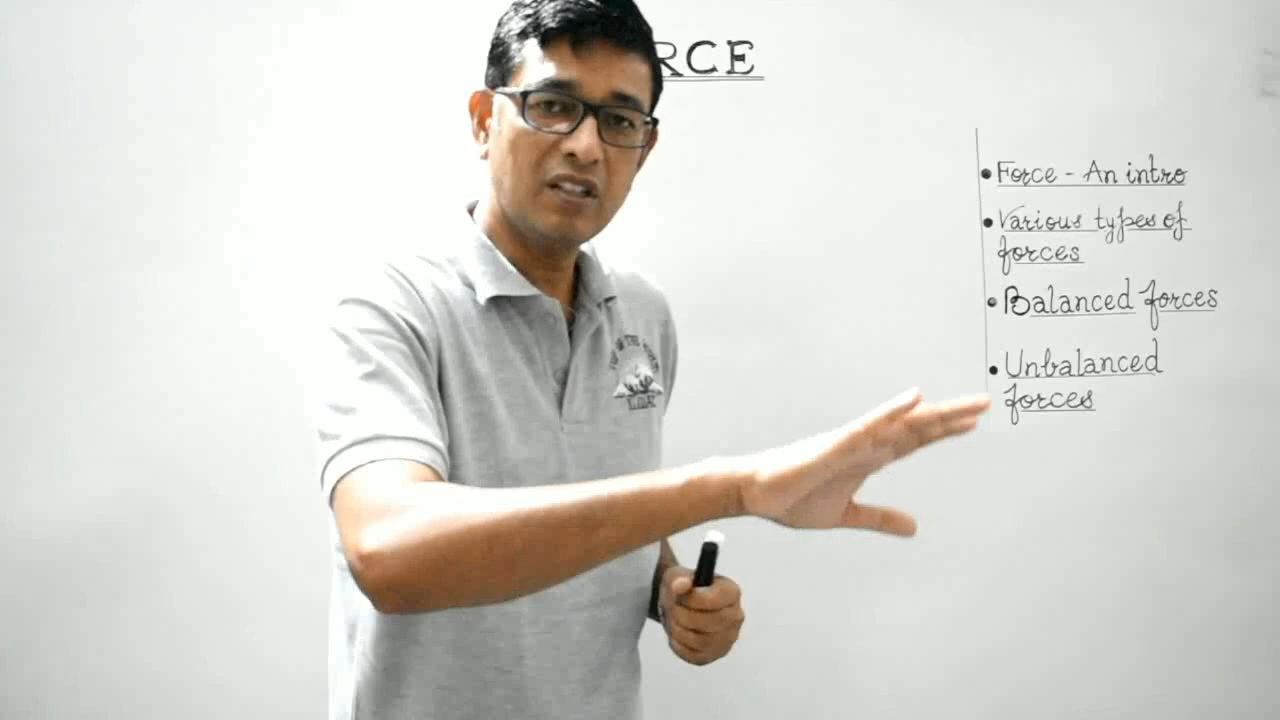 RCE
• Force - An intro
• Various types of
forces
• Balanced forces
• Unbalanced
forces